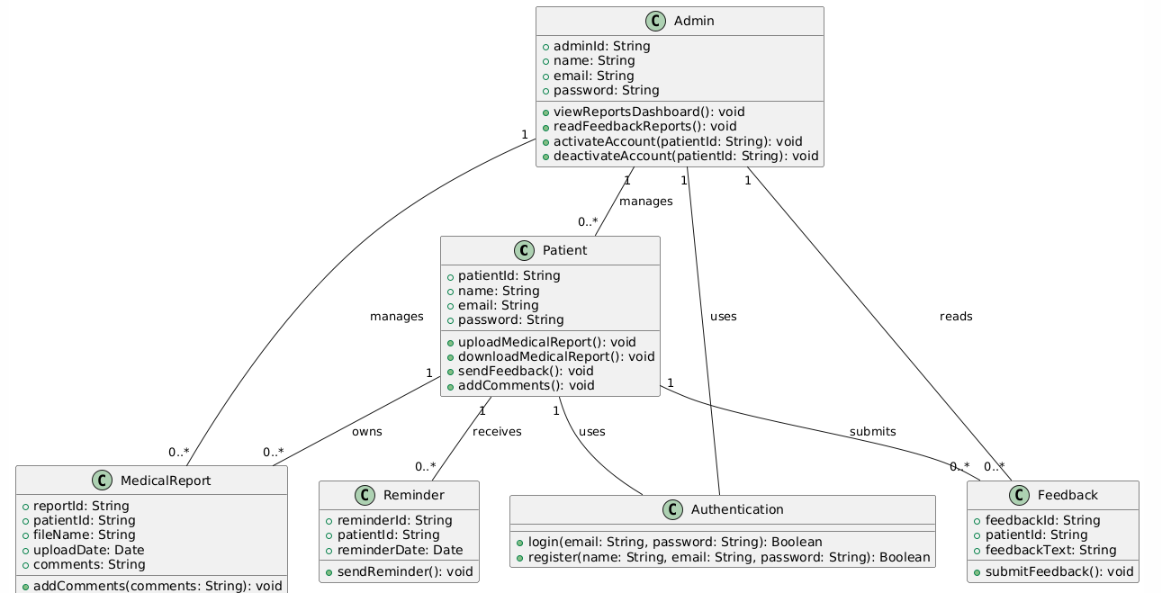 C Admin
adminId: String
name: String
email: String
password: String
viewReportsDashboard(): void
readFeedbackReports(): void
activateAccount(patientId: String): void
deactivateAccount(patientId: String): void
1
1
1
1
manages
0..*
C Patient
patientId: String
name: String
email: String
password: String
uploadMedicalReport(): void
downloadMedicalReport(): void
sendFeedback(): void
addComments(): void
manages
uses
reads
1
1
1
1
owns
receives
uses
submits
0..*
0..*
0..*
0..*
0..*
C MedicalReport
reportId: String
patientId: String
fileName: String
uploadDate: Date
comments: String
addComments(comments: String): void
C Reminder
reminderId: String
patientId: String
reminderDate: Date
sendReminder(): void
C Authentication
login(email: String, password: String): Boolean
register(name: String, email: String, password: String): Boolean
C Feedback
feedbackId: String
patientId: String
feedbackText: String
submitFeedback(): void